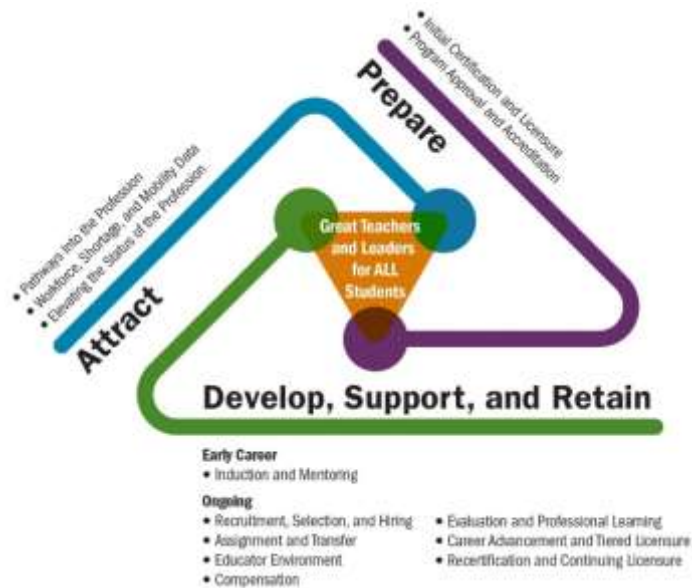 Prepare
• Initial Certification and Licensure
• Program Approval and Accreditation
• Pathways Into the Profession
• Workforce, Shortage, and Mobility Data
• Elevating the Status of the Profession
Attract
Great Teachers
and Leaders
for ALL
Students
Develop, Support, and Retain
Early Career
• Induction and Mentoring
Ongoing
• Recruitment, Selection, and Hiring
• Assignment and Transfer
• Educator Environment
• Compensation
• Evaluation and Professional Learning
• Career Advancement and Tiered Licensure
• Recertification and Continuing Licensure